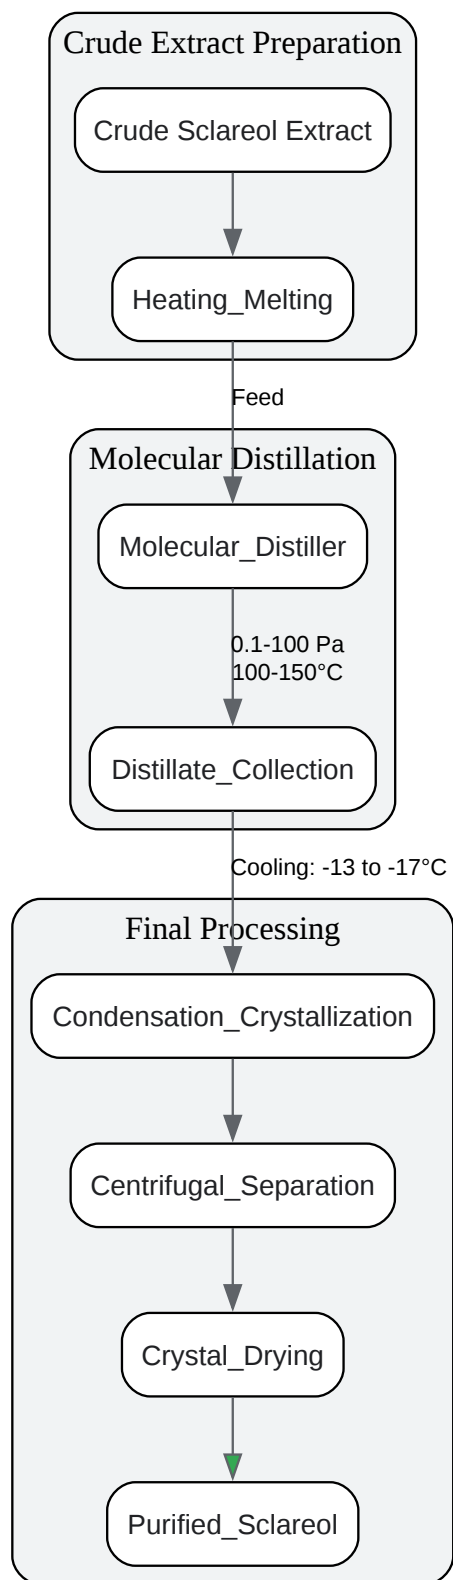 Crude Extract Preparation
Crude Sclareol Extract
Heating_Melting
Feed
Molecular Distillation
Molecular_Distiller
0.1-100 Pa
100-150°C
Distillate_Collection
Cooling: -13 to -17°C
Final Processing
Condensation_Crystallization
Centrifugal_Separation
Crystal_Drying
Purified_Sclareol